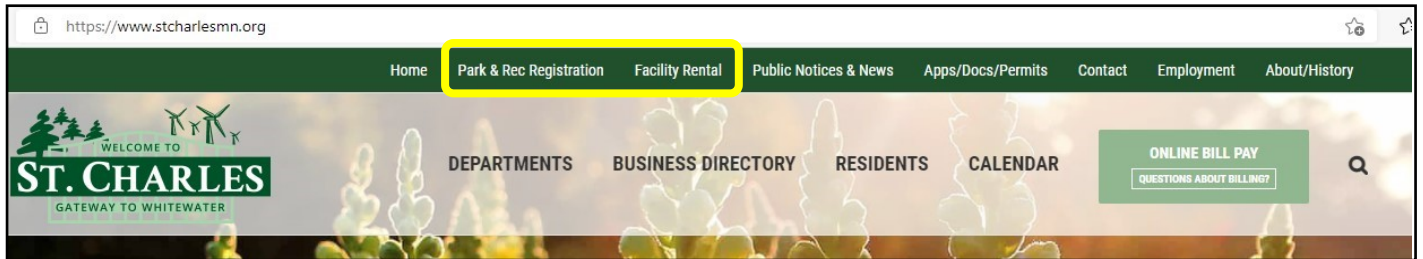 https://www.stcharlesmn.org
Home Park & Rec Registration Facility Rental Public Notices & News Apps/Docs/Permits Contact Employment About/History
WELCOME TO
ST. CHARLES
GATEWAY TO WHITEWATER
DEPARTMENTS BUSINESS DIRECTORY RESIDENTS CALENDAR
ONLINE BILL PAY
QUESTIONS ABOUT BILLING?